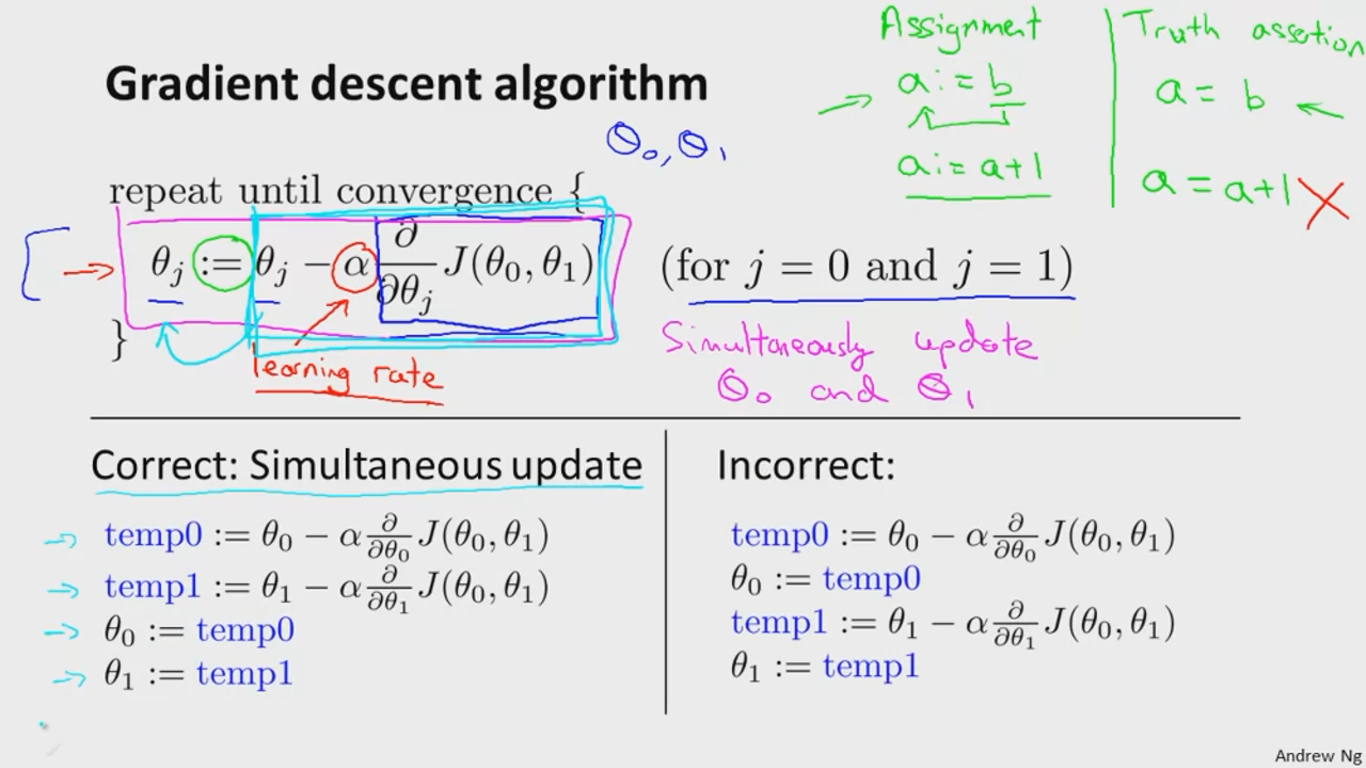 Assignment | Truth assertion
Gradient descent algorithm
a := b
a = b
θ₀, θ₁
a := a+1
a = a+1 X
repeat until convergence {
θⱼ := θⱼ − α ∂/∂θⱼ J(θ₀, θ₁) (for j = 0 and j = 1)
}
learning rate
Simultaneously update
θ₀ and θ₁
Correct: Simultaneous update
temp0 := θ₀ − α ∂/∂θ₀ J(θ₀, θ₁)
temp1 := θ₁ − α ∂/∂θ₁ J(θ₀, θ₁)
θ₀ := temp0
θ₁ := temp1
Incorrect:
temp0 := θ₀ − α ∂/∂θ₀ J(θ₀, θ₁)
θ₀ := temp0
temp1 := θ₁ − α ∂/∂θ₁ J(θ₀, θ₁)
θ₁ := temp1
Andrew Ng